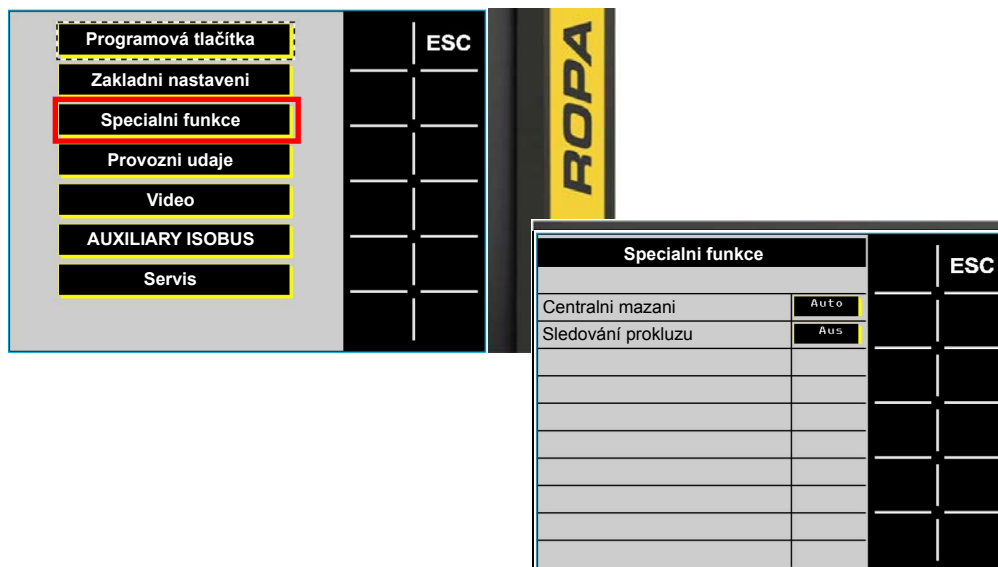 Programová tlačítka
ESC
Zakladni nastaveni
Specialni funkce
Provozni udaje
Video
AUXILIARY ISOBUS
Servis
ROPA
Specialni funkce
ESC
Centralni mazani
Auto
Sledování prokluzu
Aus